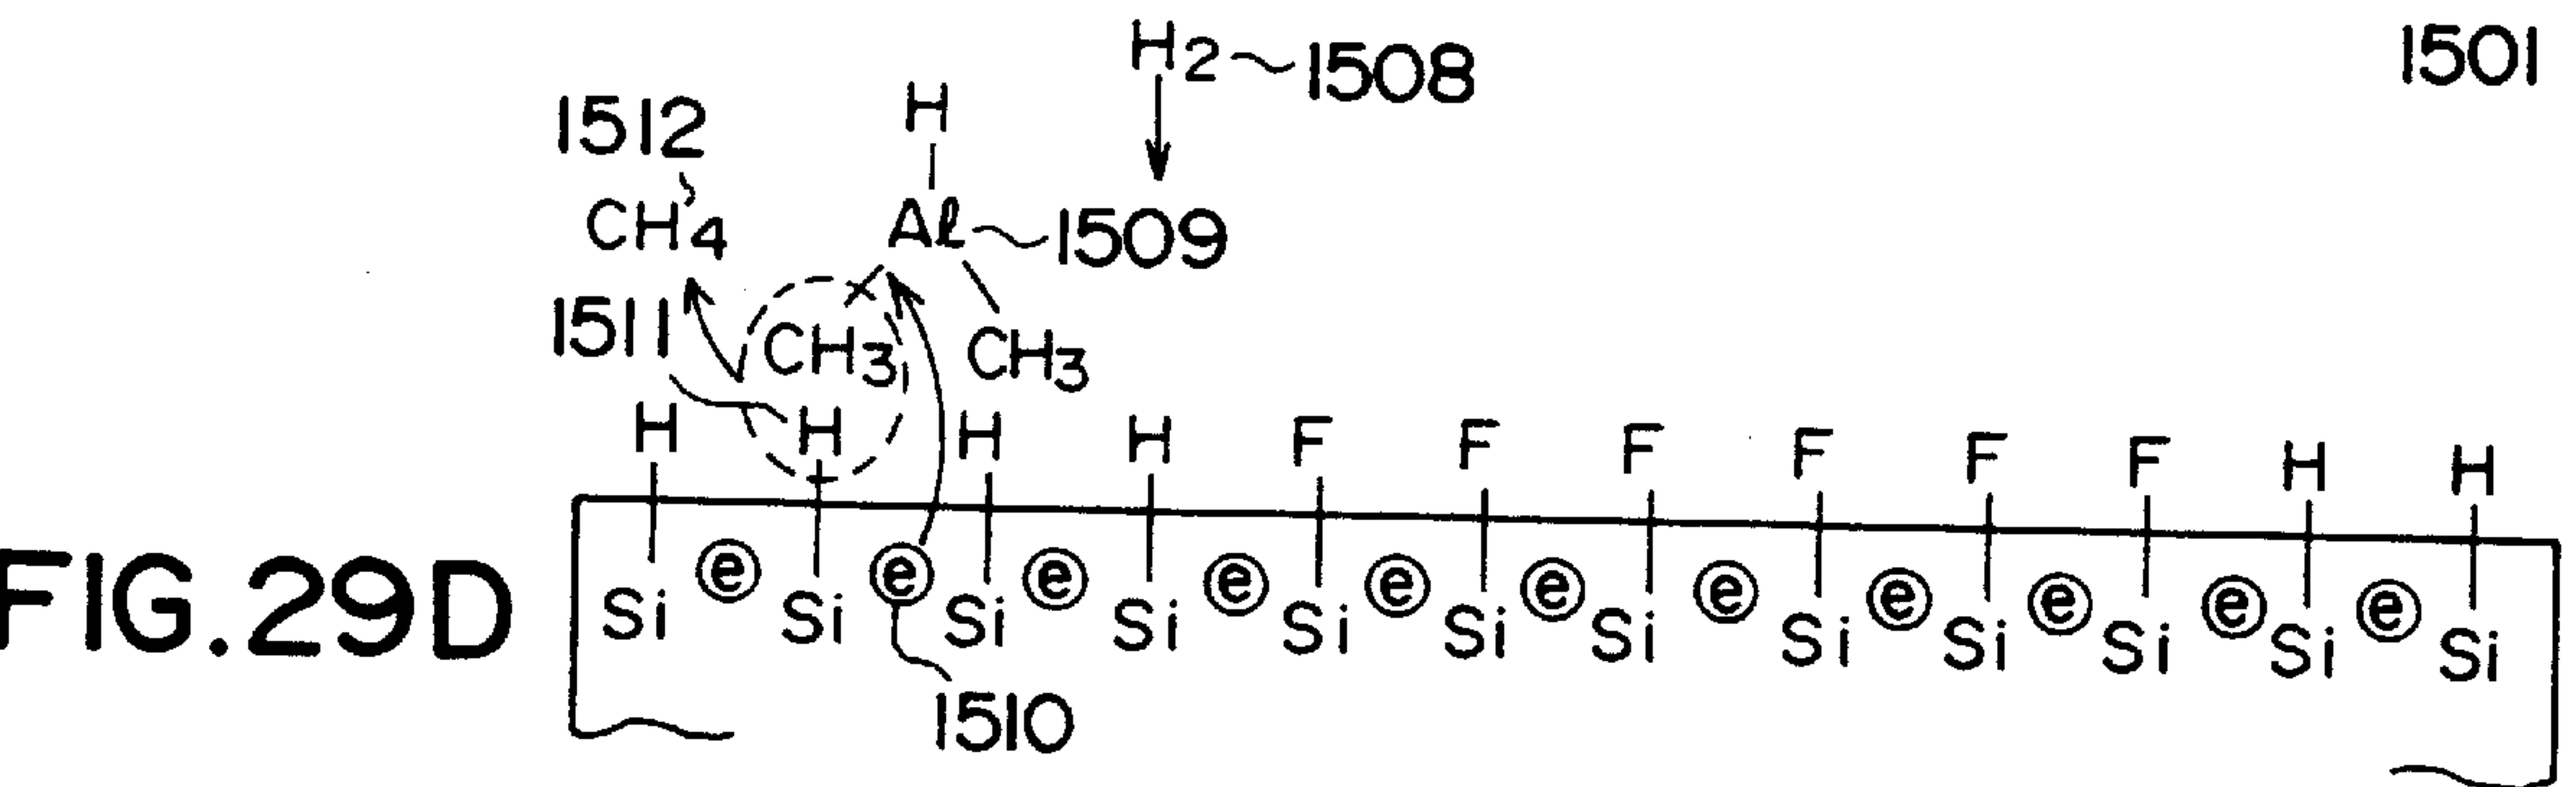 H2 1508 1501
H
1512
CH4 Al 1509
1511 CH3 CH3
H H H H F F F F F F H H
FIG.29D
e e e e e e e e e e e
Si Si Si Si Si Si Si Si Si Si Si Si
1510